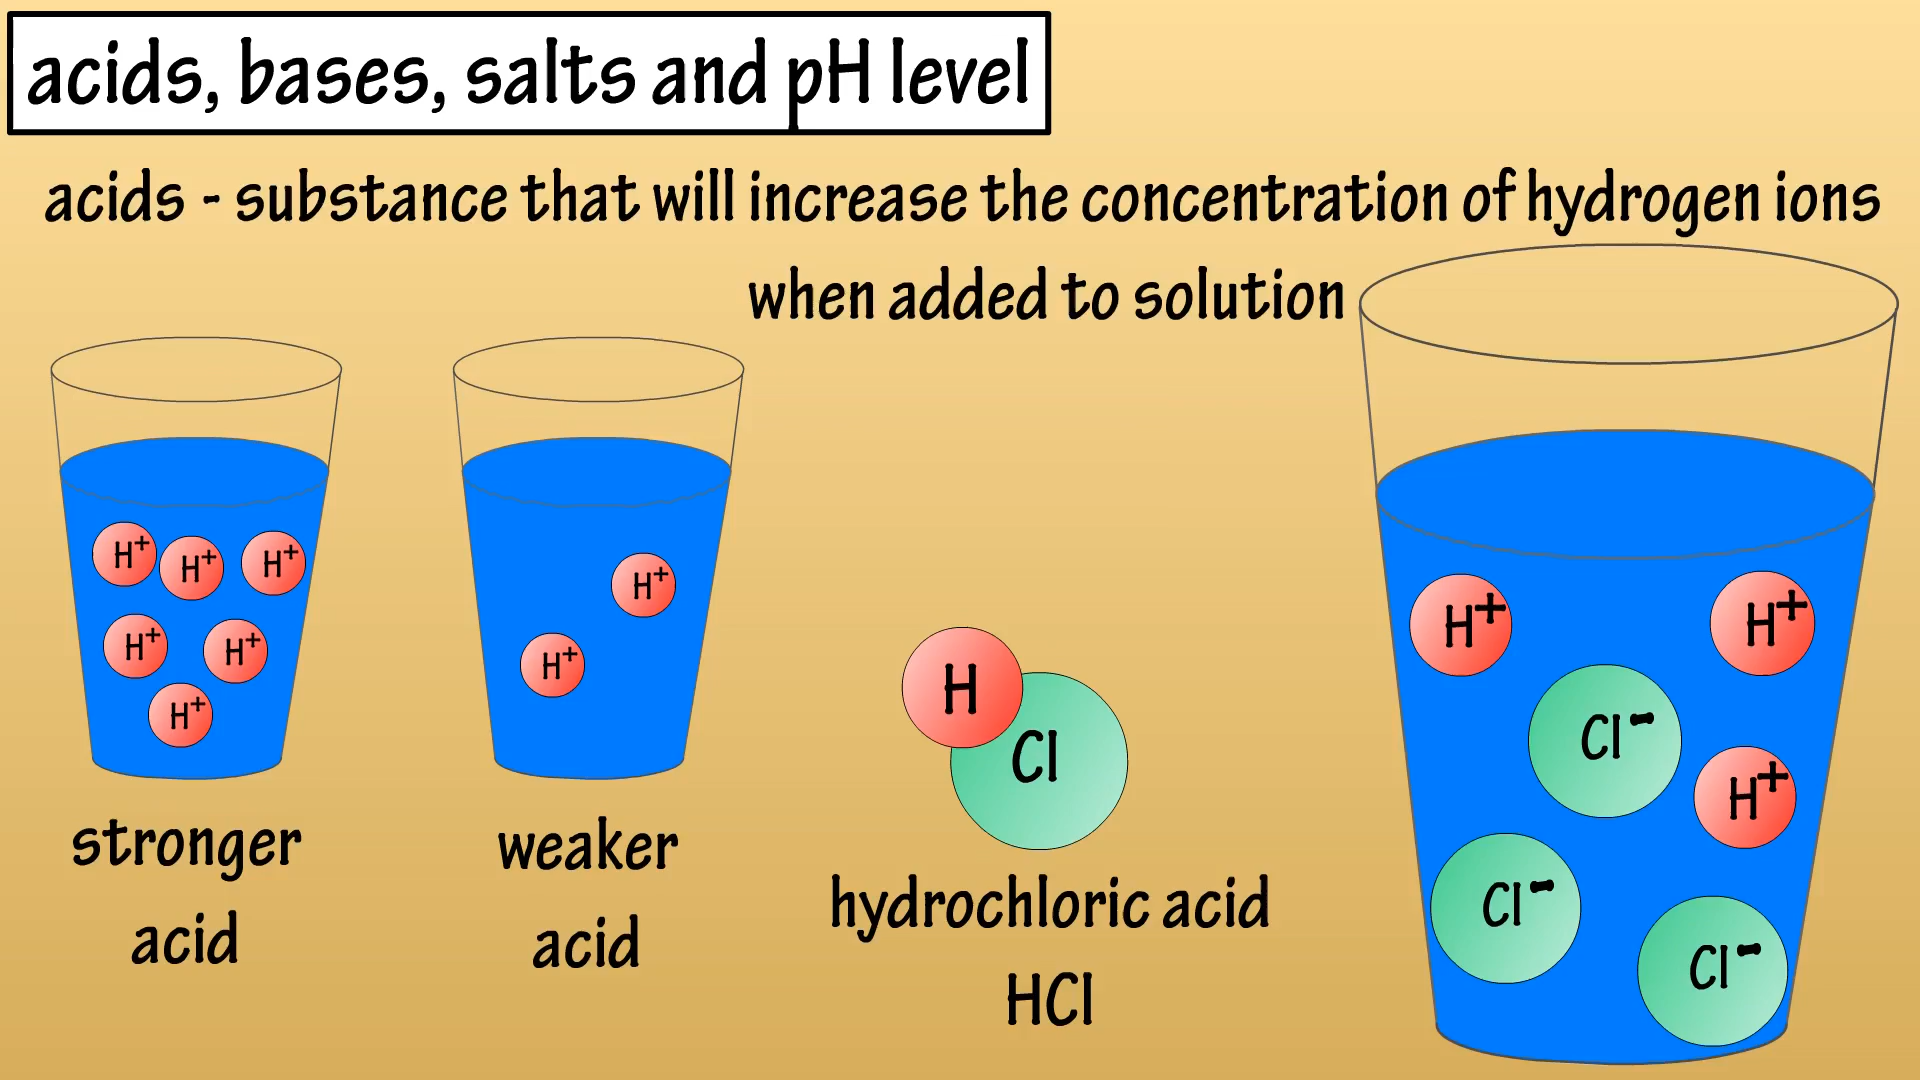 acids, bases, salts and pH level
acids - substance that will increase the concentration of hydrogen ions
when added to solution
H+ H+ H+
H+ H+
H+
stronger
acid
H+
H+
weaker
acid
H
Cl
hydrochloric acid
HCl
H+ H+
Cl-
H+
Cl-
Cl-